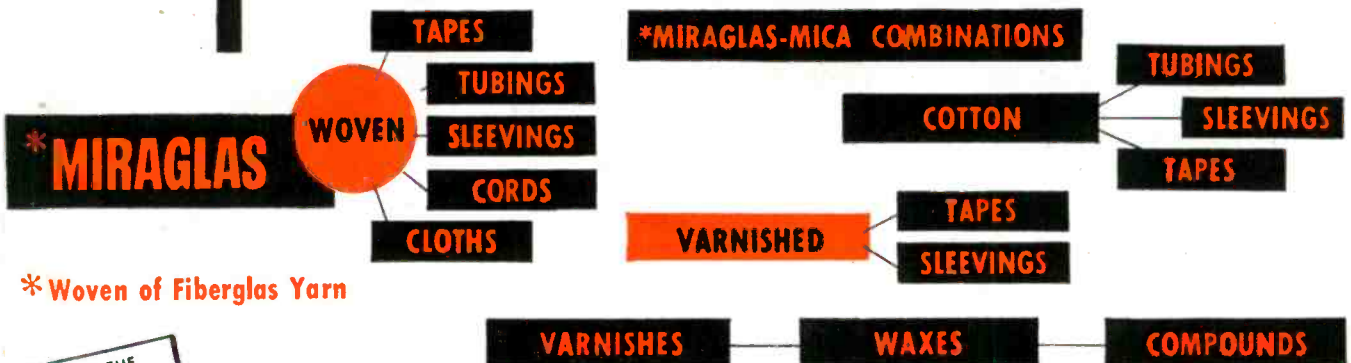 *MIRAGLAS
WOVEN
TAPES
TUBINGS
SLEEVINGS
CORDS
CLOTHS
*Woven of Fiberglas Yarn
*MIRAGLAS-MICA COMBINATIONS
COTTON
TUBINGS
SLEEVINGS
TAPES
VARNISHED
TAPES
SLEEVINGS
VARNISHES
WAXES
COMPOUNDS